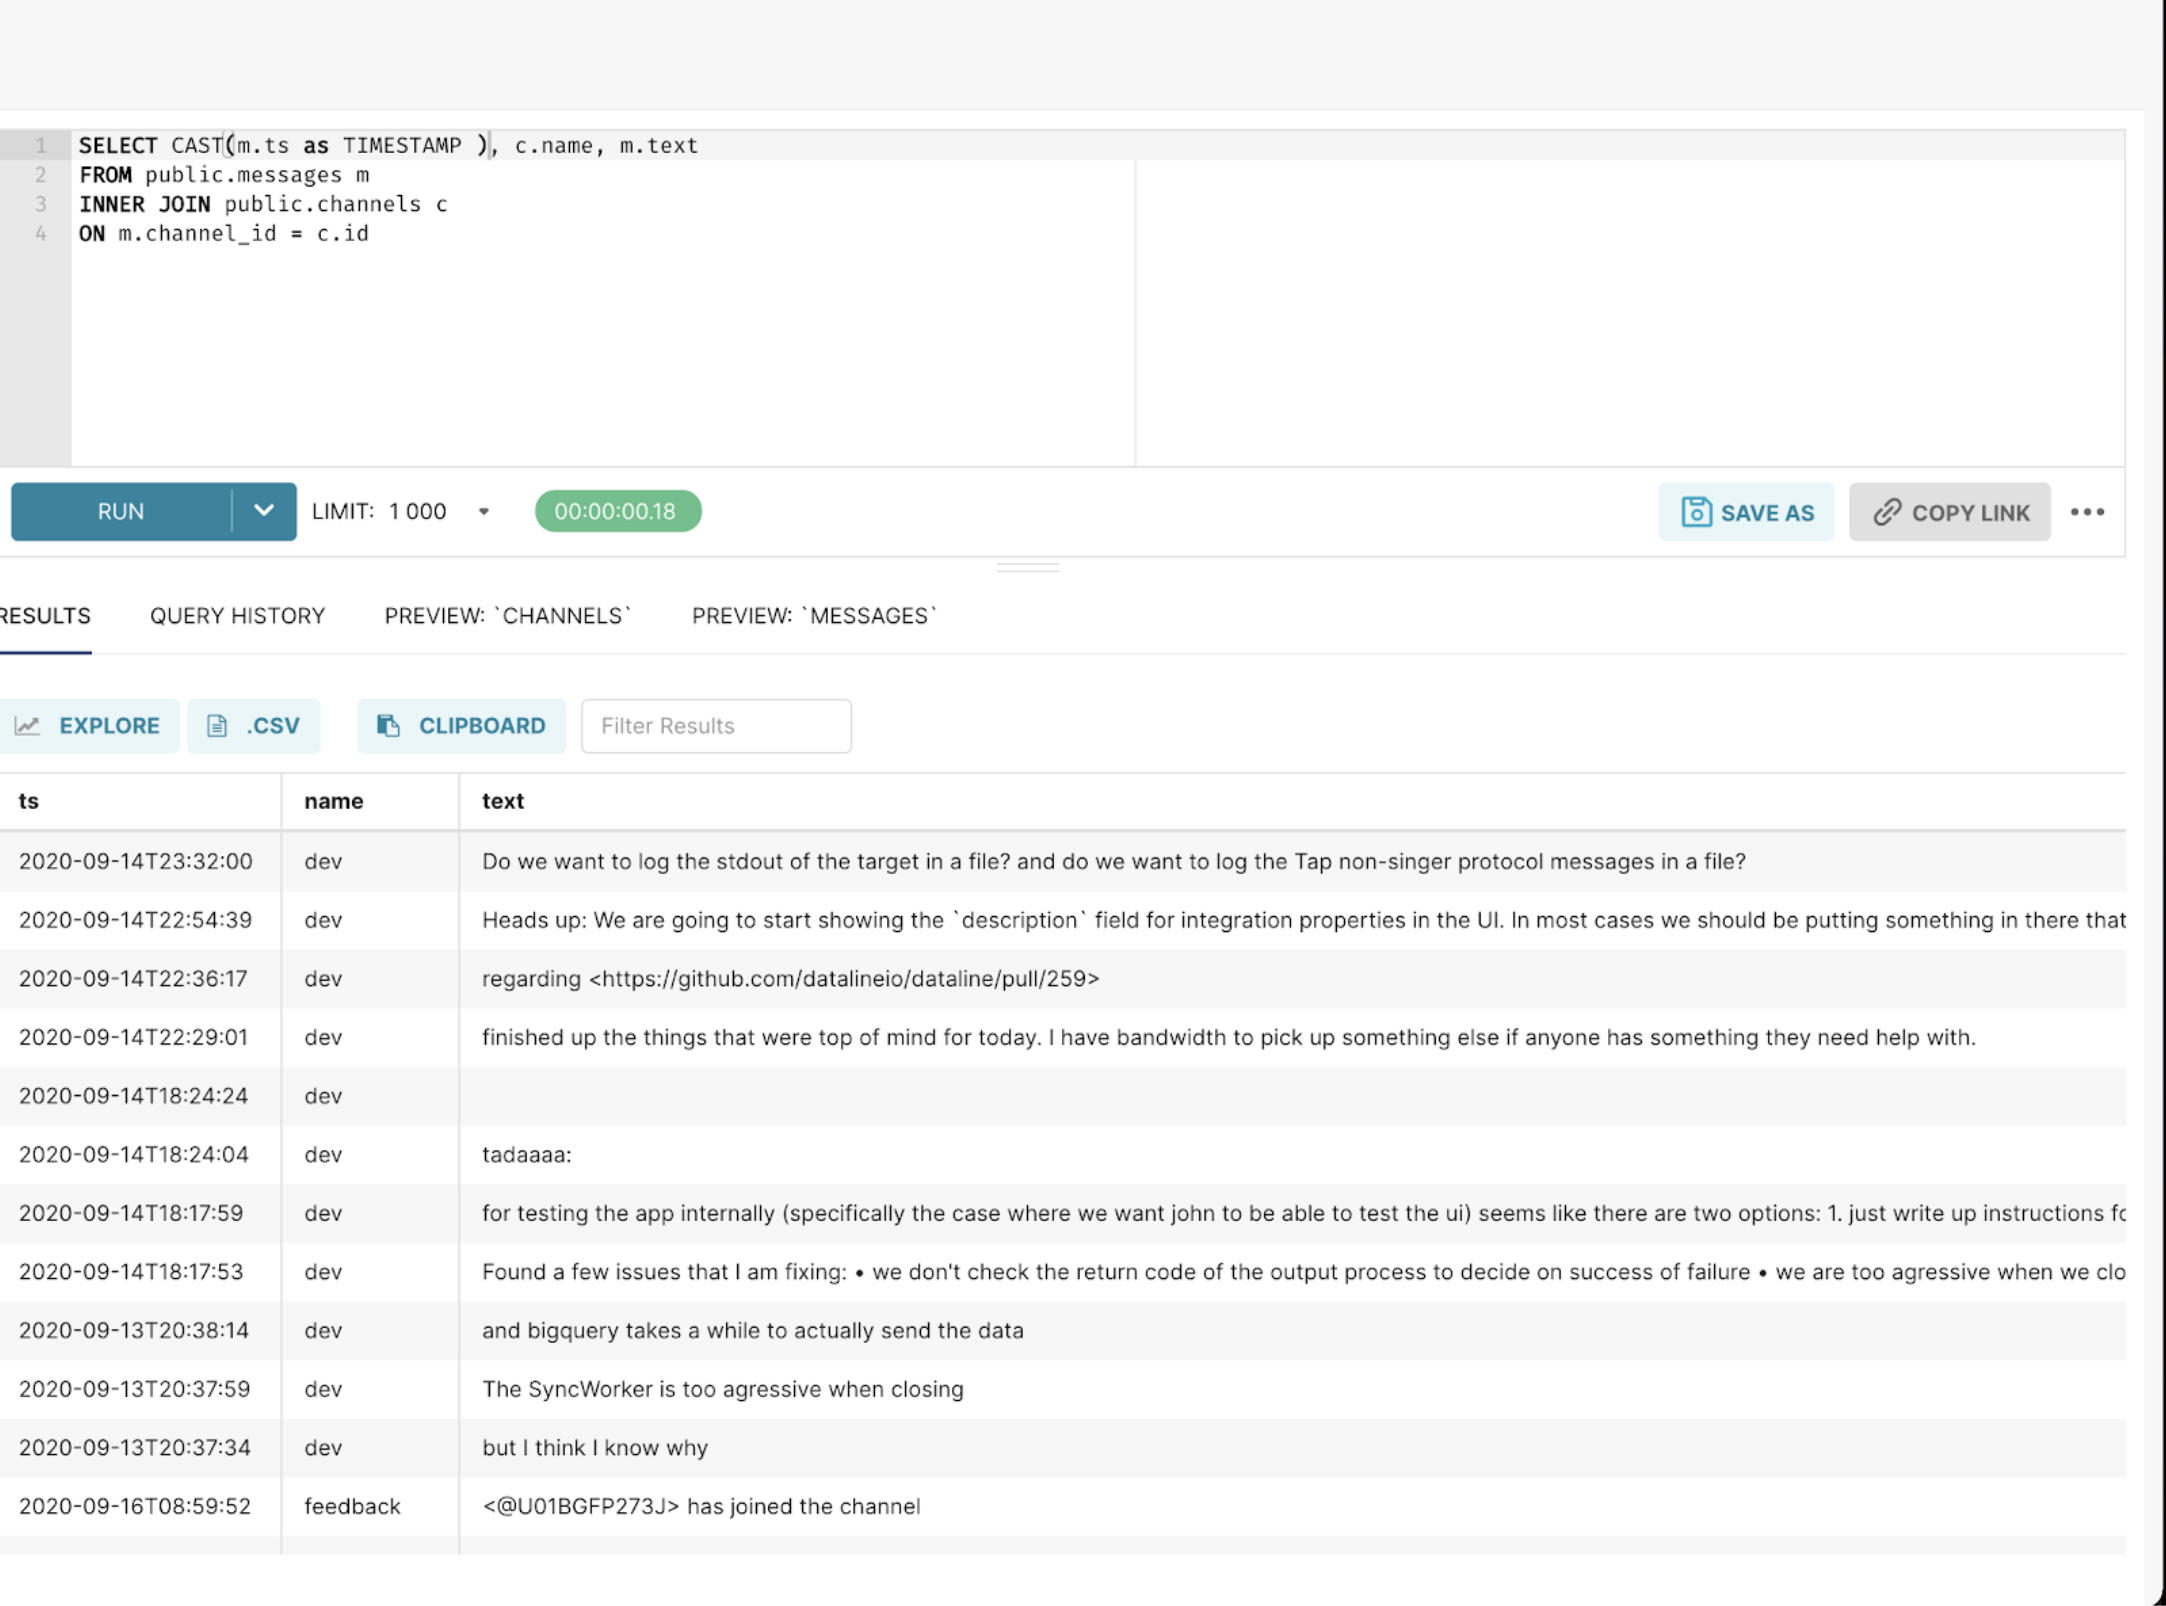 1 SELECT CAST(m.ts as TIMESTAMP ), c.name, m.text
2 FROM public.messages m
3 INNER JOIN public.channels c
4 ON m.channel_id = c.id
RUN LIMIT: 1 000 00:00:00.18 SAVE AS COPY LINK
RESULTS QUERY HISTORY PREVIEW: `CHANNELS` PREVIEW: `MESSAGES`
EXPLORE .CSV CLIPBOARD Filter Results
ts name text
2020-09-14T23:32:00 dev Do we want to log the stdout of the target in a file? and do we want to log the Tap non-singer protocol messages in a file?
2020-09-14T22:54:39 dev Heads up: We are going to start showing the `description` field for integration properties in the UI. In most cases we should be putting something in there that
2020-09-14T22:36:17 dev regarding <https://github.com/datalineio/dataline/pull/259>
2020-09-14T22:29:01 dev finished up the things that were top of mind for today. I have bandwidth to pick up something else if anyone has something they need help with.
2020-09-14T18:24:24 dev
2020-09-14T18:24:04 dev tadaaaa:
2020-09-14T18:17:59 dev for testing the app internally (specifically the case where we want john to be able to test the ui) seems like there are two options: 1. just write up instructions fo
2020-09-14T18:17:53 dev Found a few issues that I am fixing: • we don't check the return code of the output process to decide on success of failure • we are too agressive when we clo
2020-09-13T20:38:14 dev and bigquery takes a while to actually send the data
2020-09-13T20:37:59 dev The SyncWorker is too agressive when closing
2020-09-13T20:37:34 dev but I think I know why
2020-09-16T08:59:52 feedback <@U01BGFP273J> has joined the channel